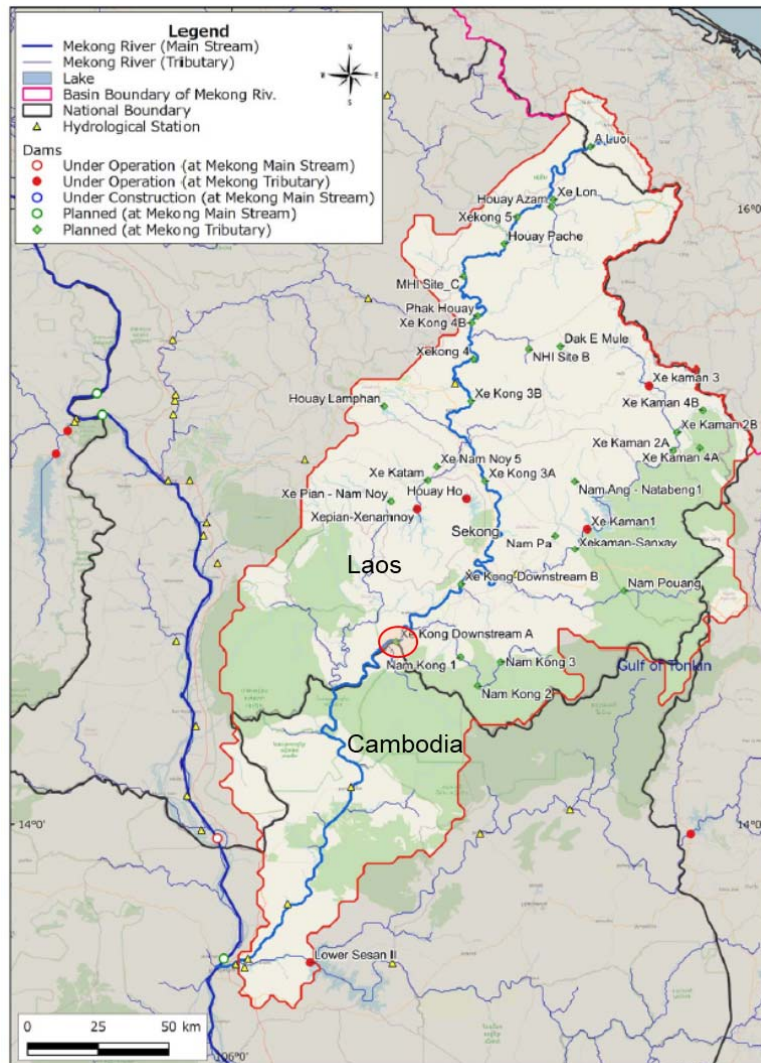 Legend
Mekong River (Main Stream)
Mekong River (Tributary)
Lake
Basin Boundary of Mekong Riv.
National Boundary
Hydrological Station
Dams
Under Operation (at Mekong Main Stream)
Under Operation (at Mekong Tributary)
Under Construction (at Mekong Main Stream)
Planned (at Mekong Main Stream)
Planned (at Mekong Tributary)
N
W
E
S
A Luoi
Xe Lon
Houay Azam
16°0'
Xekong 5
Houay Pache
MHI Site_C
Phak Houay
Xe Kong 4B
Dak E Mule
Xekong 4
NHI Site B
Xe kaman 3
Xe Kong 3B
Houay Lamphan
Xe Kaman 4B
Xe Kaman 2B
Xe Kaman 2A
Xe Kaman 4A
Xe Nam Noy 5
Xe Katam
Xe Kong 3A
Houay Ho
Nam Ang - Natabeng1
Xe Pian - Nam Noy
Xepian-Xenamnoy
Sekong
Xe Kaman1
Nam Pa
Xekaman-Sanxay
Laos
Xe Kong Downstream B
Nam Pouang
Xe Kong Downstream A
Nam Kong 1
Nam Kong 3
Gulf of Tonkin
Nam Kong 2
Cambodia
14°0'
14°0'
Lower Sesan II
0 25 50 km
106°0'